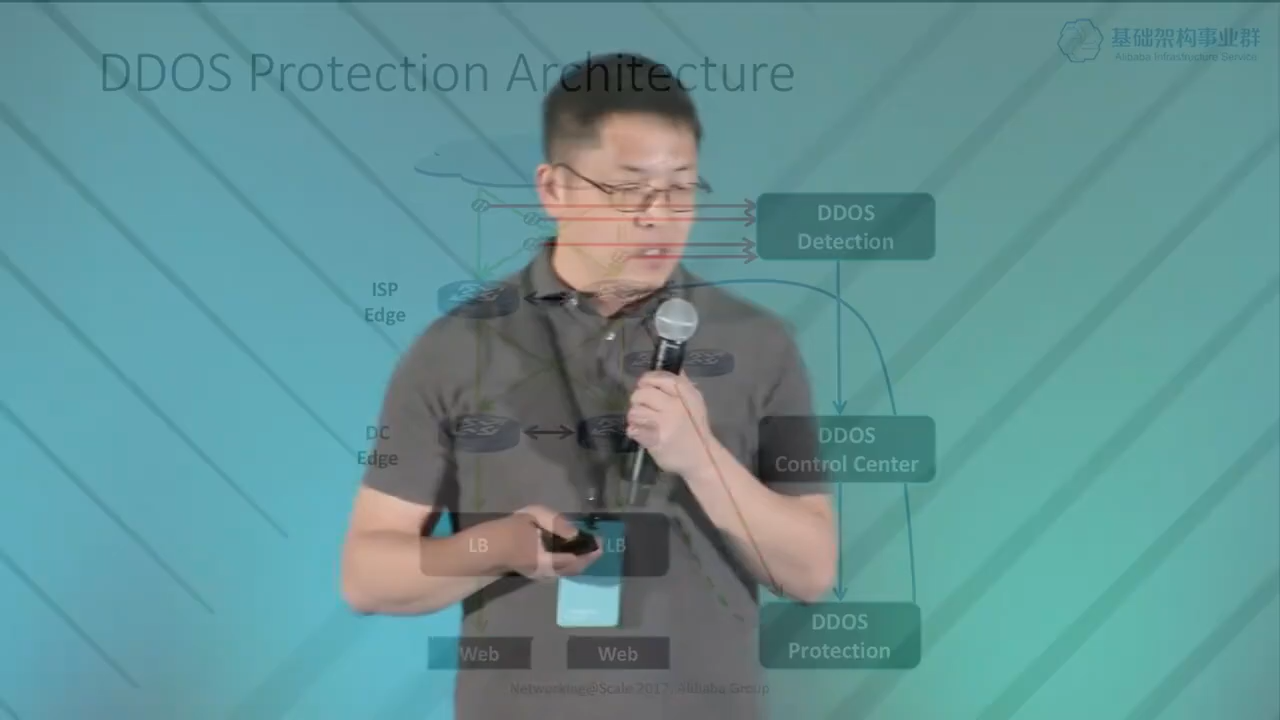 基础架构事业群
Alibaba Infrastructure Service
DDOS Protection Architecture
DDOS
Detection
ISP
Edge
DC
Edge
DDOS
Control Center
LB
LB
DDOS
Protection
Web
Web
Networking@Scale 2017, Alibaba Group